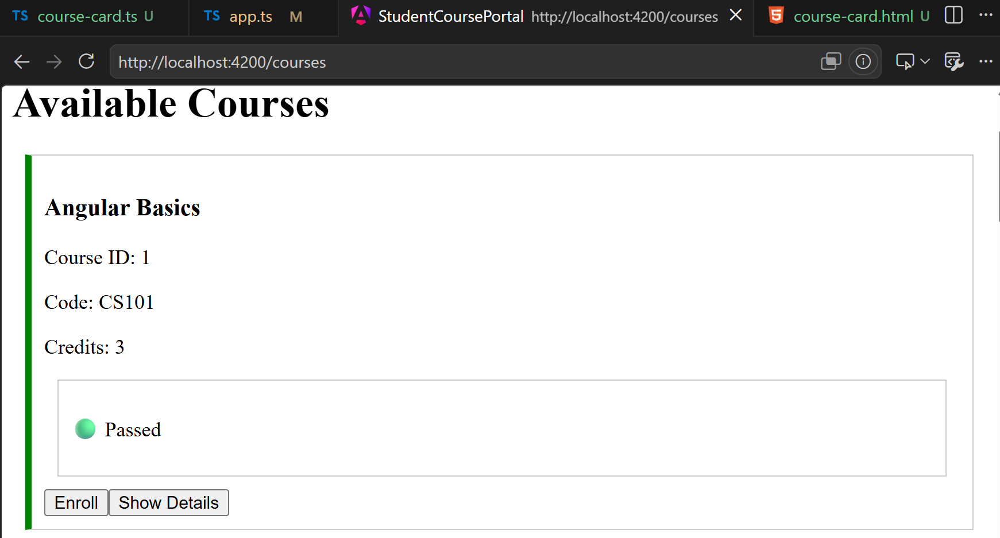 TS course-card.ts U TS app.ts M StudentCoursePortal http://localhost:4200/courses 5 course-card.html U
http://localhost:4200/courses
Available Courses
Angular Basics
Course ID: 1
Code: CS101
Credits: 3
Passed
Enroll Show Details